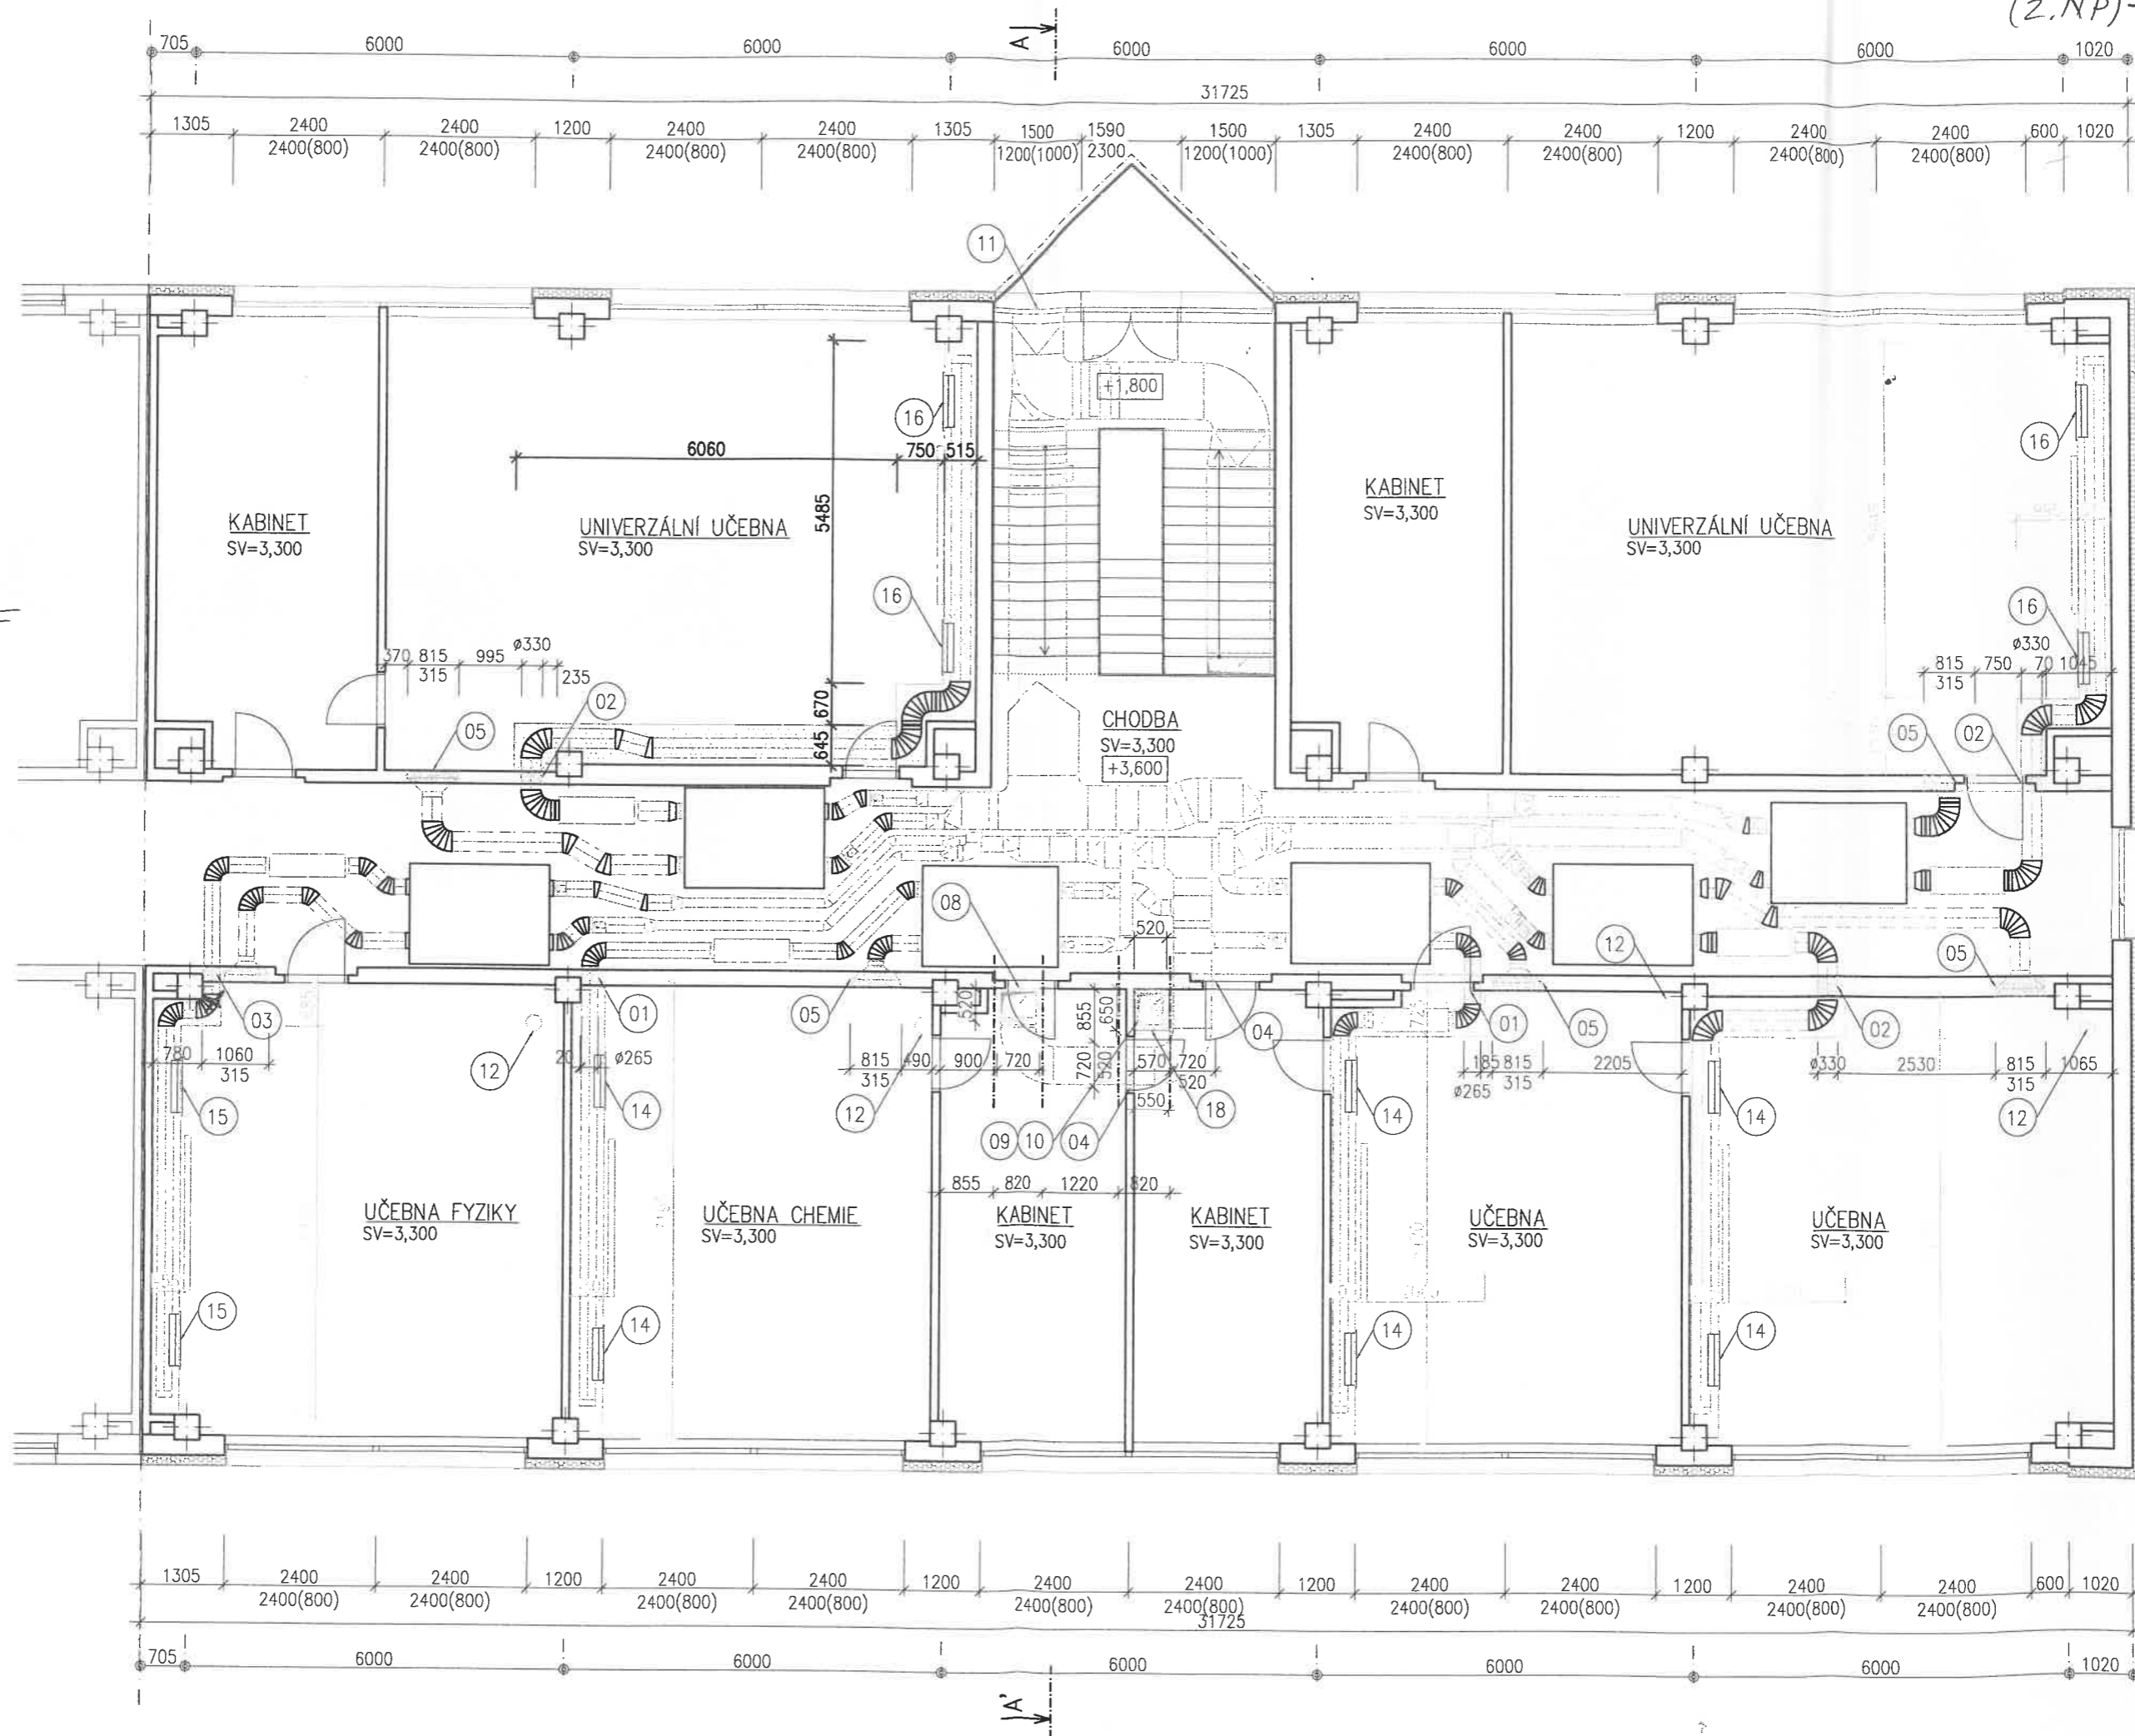 (2.NP)-
A
705 6000 6000 6000 6000 6000 1020
31725
1305 2400 2400 1200 2400 2400 1305 1500 1590 1500 1305 2400 2400 1200 2400 2400 600 1020
2400(800) 2400(800) 2400(800) 2400(800) 1200(1000) 2300 1200(1000) 2400(800) 2400(800) 2400(800) 2400(800)
11
+1,800
16
16
6060 750 515
5485
KABINET
SV=3,300
UNIVERZÁLNÍ UČEBNA
SV=3,300
KABINET
SV=3,300
UNIVERZÁLNÍ UČEBNA
SV=3,300
16
16
370 815 995 ø330
315 235
02
05
670
645
CHODBA
SV=3,300
+3,600
ø330
815 750 70 1045
315
05
02
08
520
12
05
03
01
05
520
855
650
720
520
04
01
05
02
780 1060
315
12
20 ø265
815 490 900 720
315
570 720
520
550
185 815 2205
ø265 315
ø330 2530 815 1065
315
15
14
12
09 10 04
18
14
14
12
855 820 1220 820
UČEBNA FYZIKY
SV=3,300
UČEBNA CHEMIE
SV=3,300
KABINET
SV=3,300
KABINET
SV=3,300
UČEBNA
SV=3,300
UČEBNA
SV=3,300
15
14
14
14
1305 2400 2400 1200 2400 2400 1200 2400 2400 1200 2400 2400 1200 2400 2400 600 1020
2400(800) 2400(800) 2400(800) 2400(800) 2400(800) 2400(800) 2400(800) 2400(800) 2400(800) 2400(800)
31725
705 6000 6000 6000 6000 6000 1020
A'